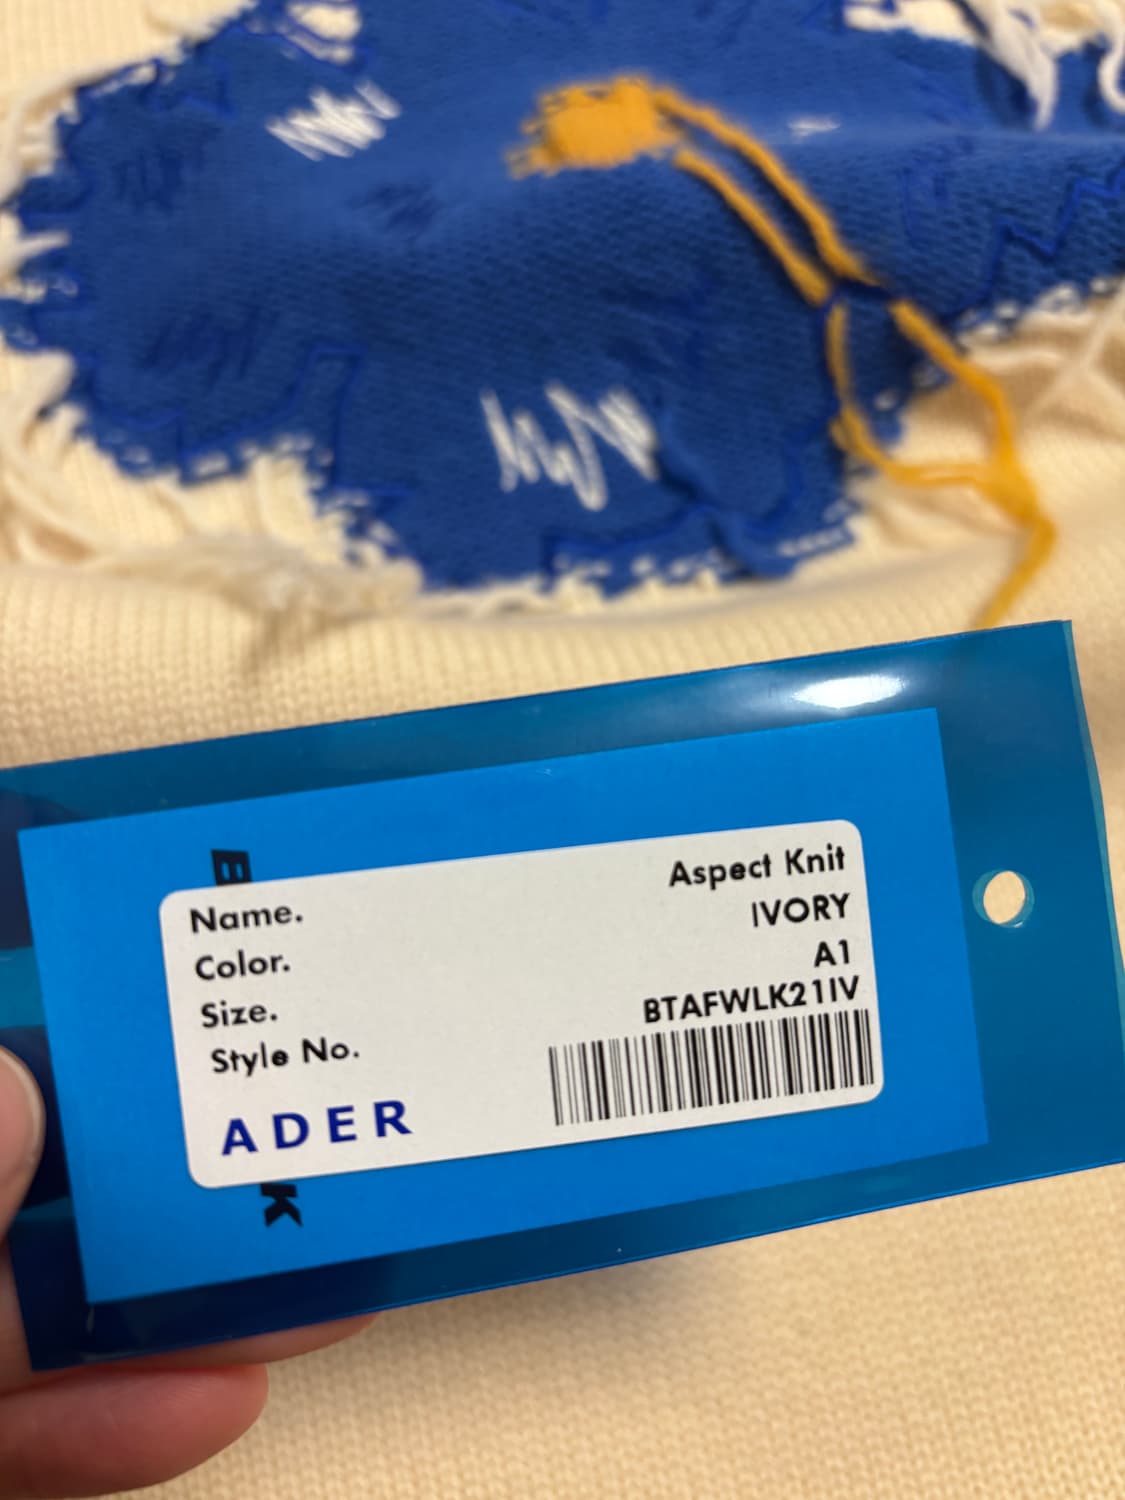 Name. Aspect Knit
Color. IVORY
Size. A1
Style No. BTAFWLK21IV
ADER